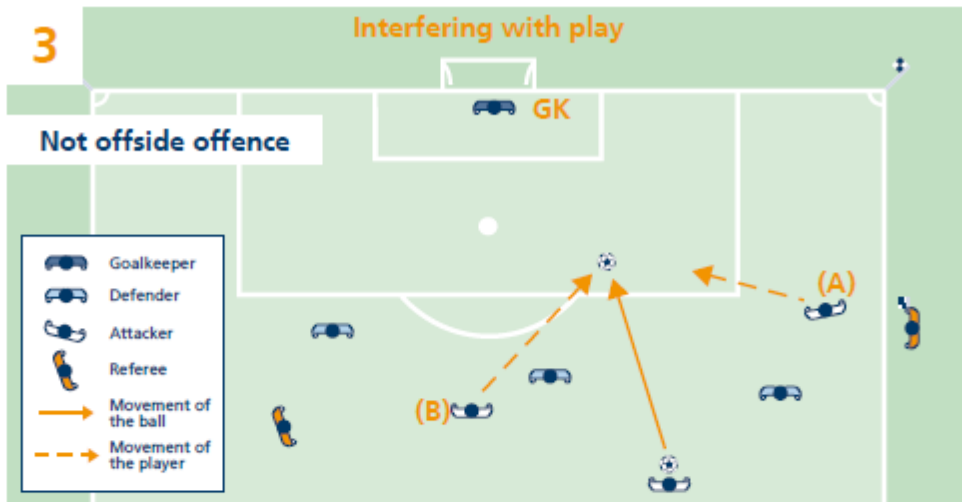 3
Interfering with play
GK
Not offside offence
Goalkeeper
Defender
Attacker
Referee
Movement of
the ball
Movement of
the player
(A)
(B)